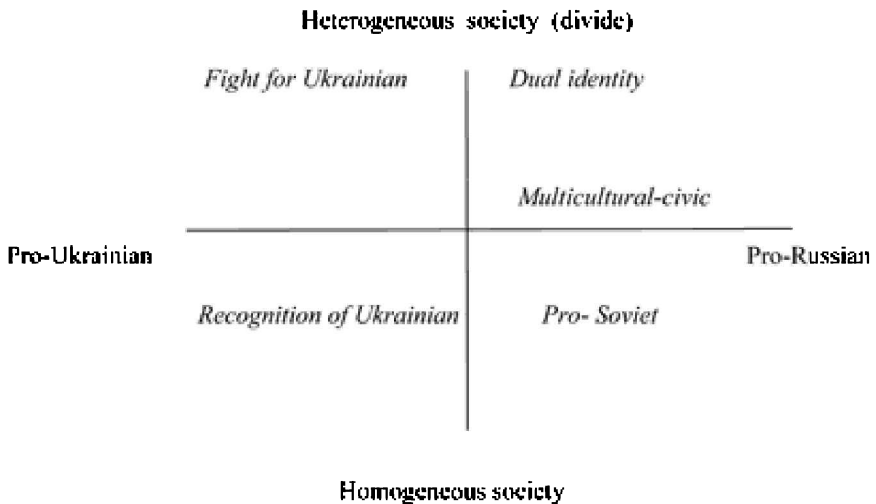 Heterogeneous society (divide)
Fight for Ukrainian
Dual identity
Multicultural-civic
Pro-Ukrainian
Pro-Russian
Recognition of Ukrainian
Pro- Soviet
Homogeneous society